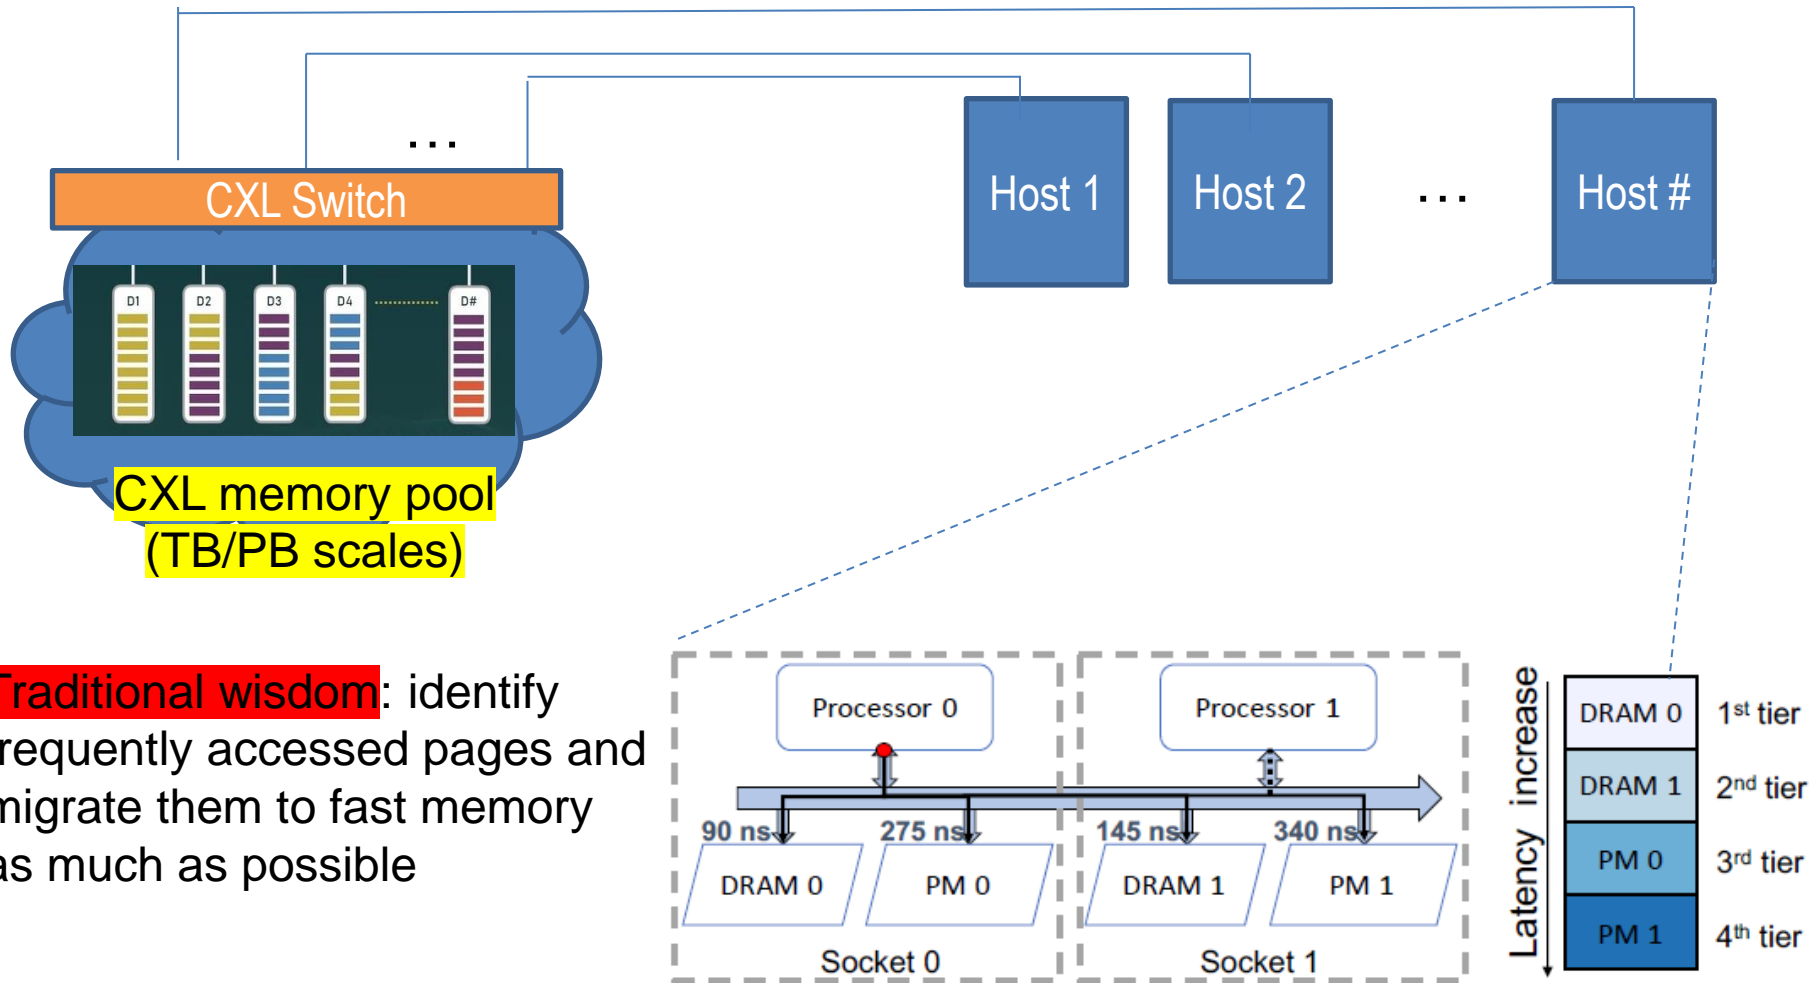 ...
CXL Switch
D1 D2 D3 D4 D#
CXL memory pool
(TB/PB scales)
Host 1
Host 2
...
Host #
Traditional wisdom: identify
frequently accessed pages and
migrate them to fast memory
as much as possible
Processor 0
Processor 1
90 ns
275 ns
145 ns
340 ns
DRAM 0
PM 0
DRAM 1
PM 1
Socket 0
Socket 1
Latency increase
DRAM 0 1st tier
DRAM 1 2nd tier
PM 0 3rd tier
PM 1 4th tier